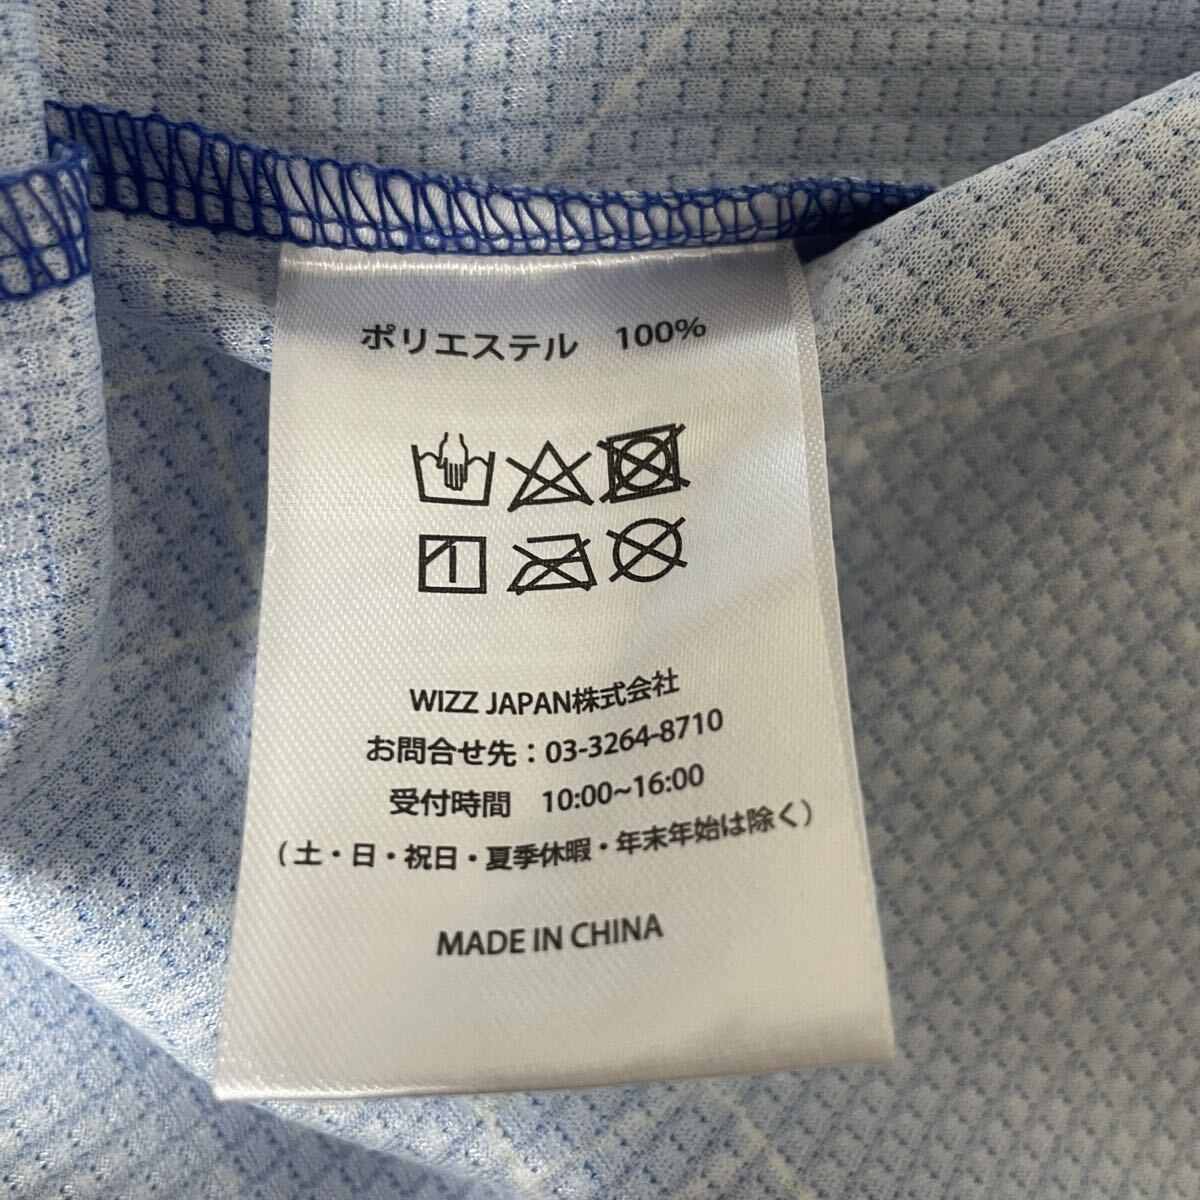 ポリエステル 100%
WIZZ JAPAN株式会社
お問合せ先：03-3264-8710
受付時間 10:00~16:00
（土・日・祝日・夏季休暇・年末年始は除く）
MADE IN CHINA